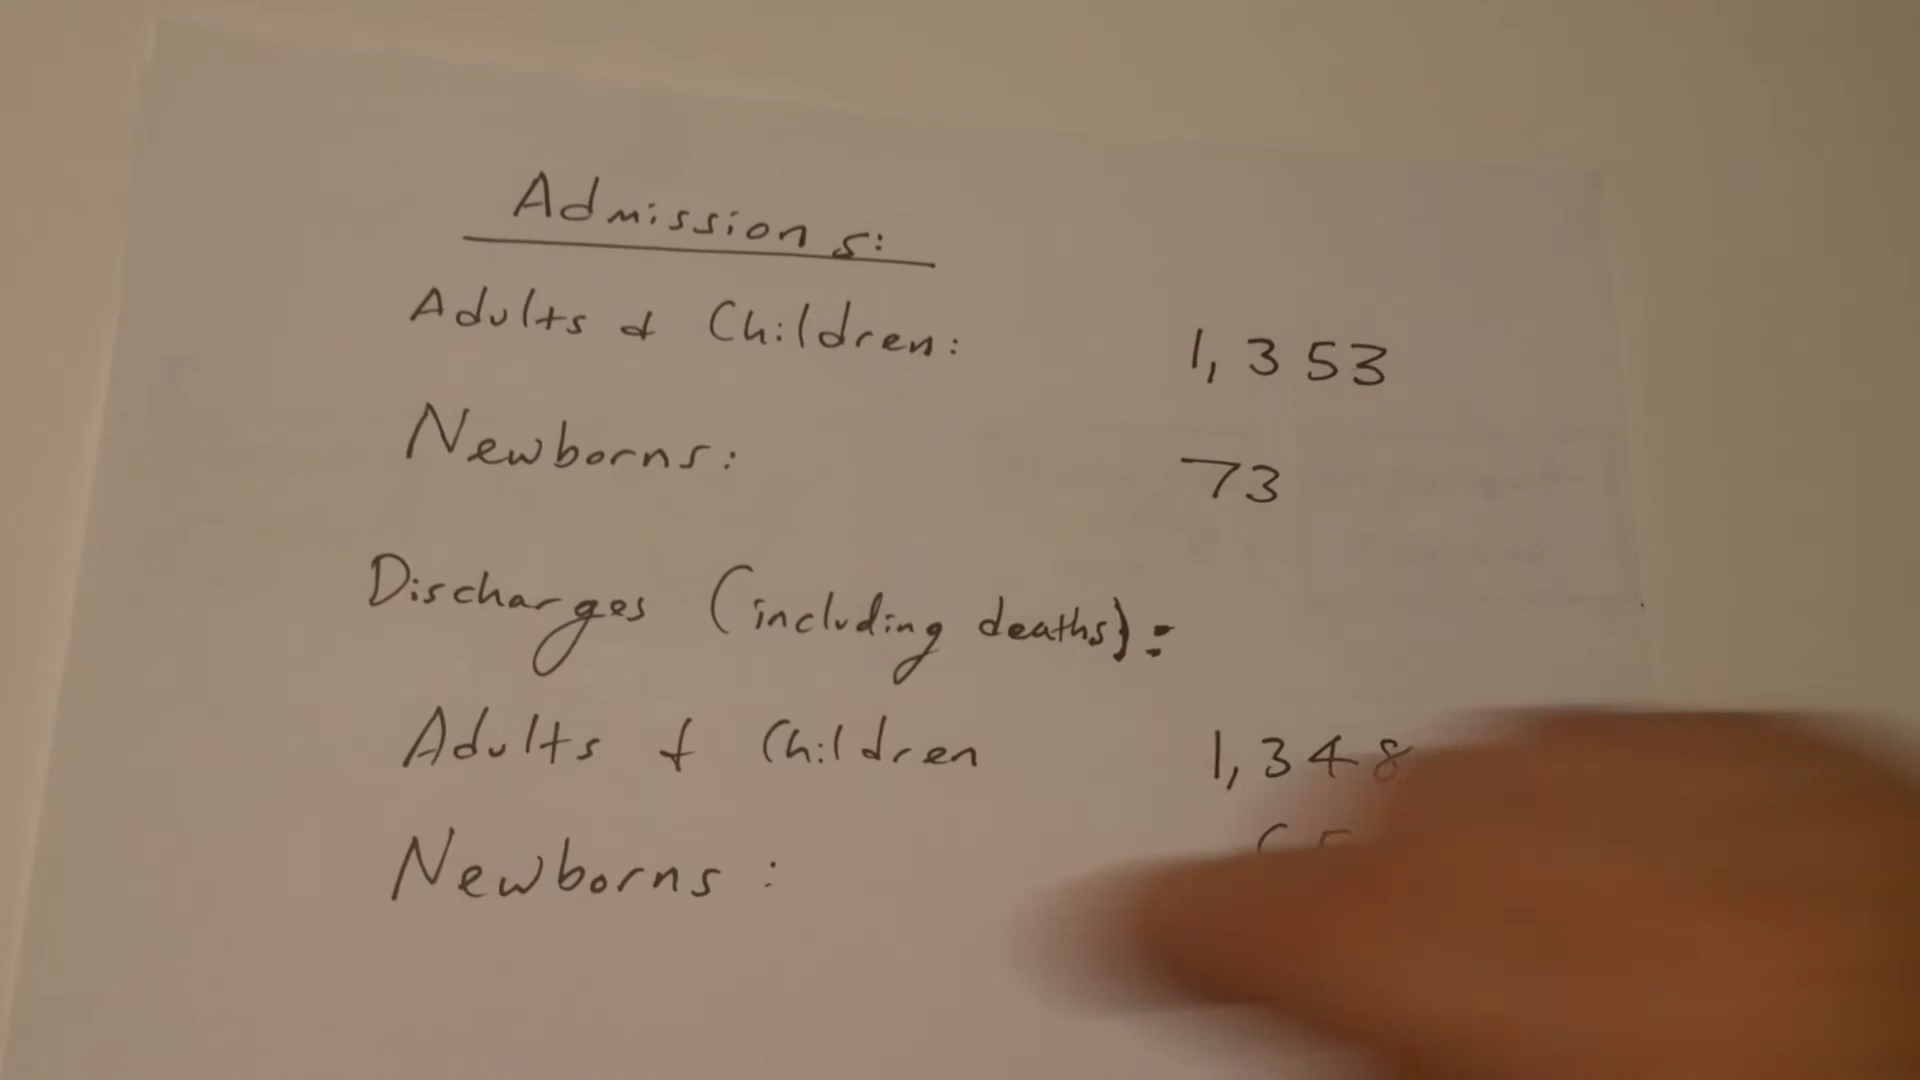 Admissions:
Adults & Children: 1,353
Newborns: 73
Discharges (including deaths):
Adults & Children 1,348
Newborns :